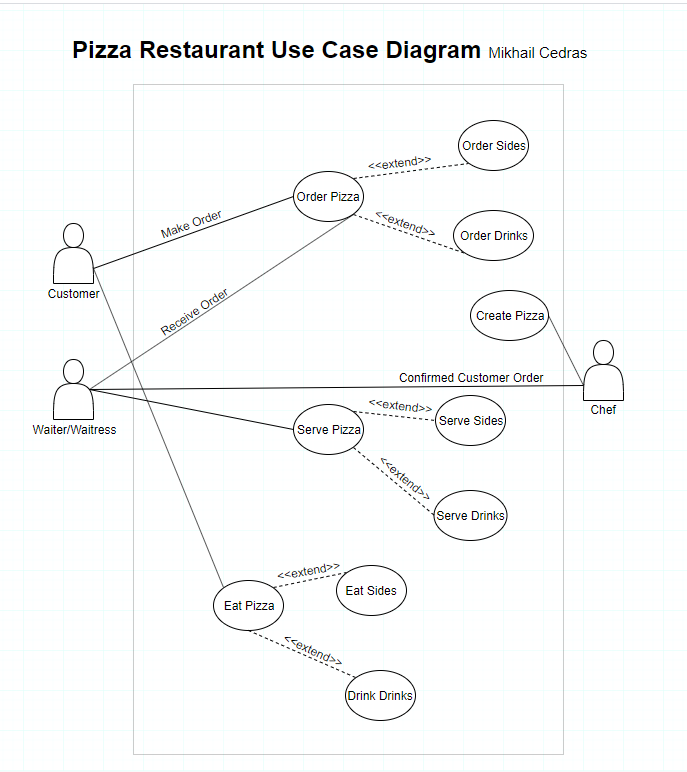 Pizza Restaurant Use Case Diagram Mikhail Cedras
Order Sides
<<extend>>
Order Pizza
Make Order
<<extend>>
Order Drinks
Customer
Receive Order
Create Pizza
Confirmed Customer Order
Chef
Waiter/Waitress
<<extend>>
Serve Pizza
Serve Sides
<<extend>>
Serve Drinks
<<extend>>
Eat Sides
Eat Pizza
<<extend>>
Drink Drinks